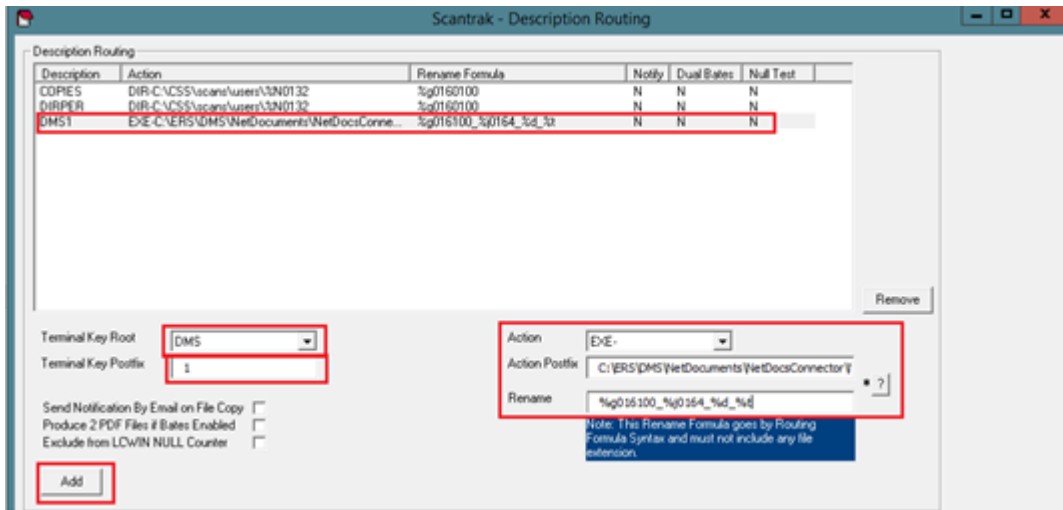 Scantrak - Description Routing
Description Routing
Description Action Rename Formula Notify Dual Bates Null Test
COPIES DIR-C:\CSS\scans\users\%N0132 %g0160100 N N N
DIRPER DIR-C:\CSS\scans\users\%N0132 %g0160100 N N N
DMS1 EXE-C:\ERS\DMS\NetDocuments\NetDocsConne... %g016100_%j0164_%d_%t N N N
Remove
Terminal Key Root DMS Action EXE-
Terminal Key Postfix 1 Action Postfix C:\ERS\DMS\NetDocuments\NetDocsConnector\
* ?
Rename %g016100_%j0164_%d_%t
Send Notification By Email on File Copy
Produce 2 PDF Files if Bates Enabled
Exclude from LCWIN NULL Counter
Note: This Rename Formula goes by Routing
Formula Syntax and must not include any file
extension.
Add